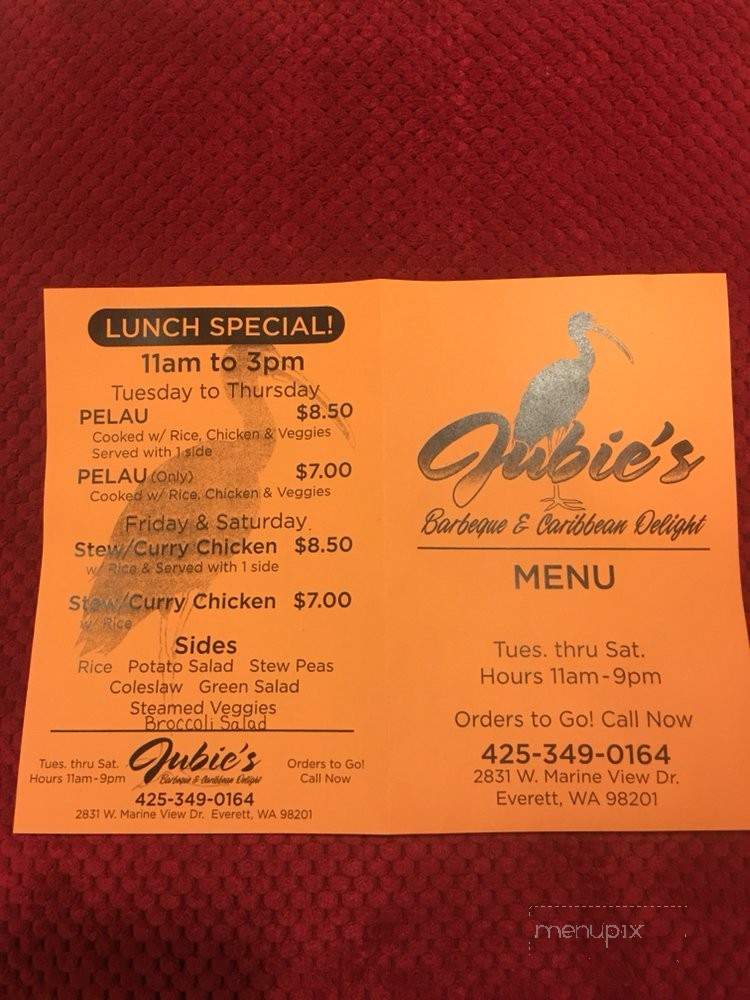 LUNCH SPECIAL!
11am to 3pm
Tuesday to Thursday
PELAU $8.50
Cooked w/ Rice, Chicken & Veggies
Served with 1 side
PELAU (Only) $7.00
Cooked w/ Rice, Chicken & Veggies
Friday & Saturday.
Stew/Curry Chicken $8.50
w/ Rice & Served with 1 side
Stew/Curry Chicken $7.00
w/ Rice
Sides
Rice Potato Salad Stew Peas
Coleslaw Green Salad
Steamed Veggies
Broccoli Salad
Tues. thru Sat.
Hours 11am-9pm
Jubie's
Barbeque & Caribbean Delight
Orders to Go!
Call Now
425-349-0164
2831 W. Marine View Dr. Everett, WA 98201
Jubie's
Barbeque & Caribbean Delight
MENU
Tues. thru Sat.
Hours 11am-9pm
Orders to Go! Call Now
425-349-0164
2831 W. Marine View Dr.
Everett, WA 98201
menupix